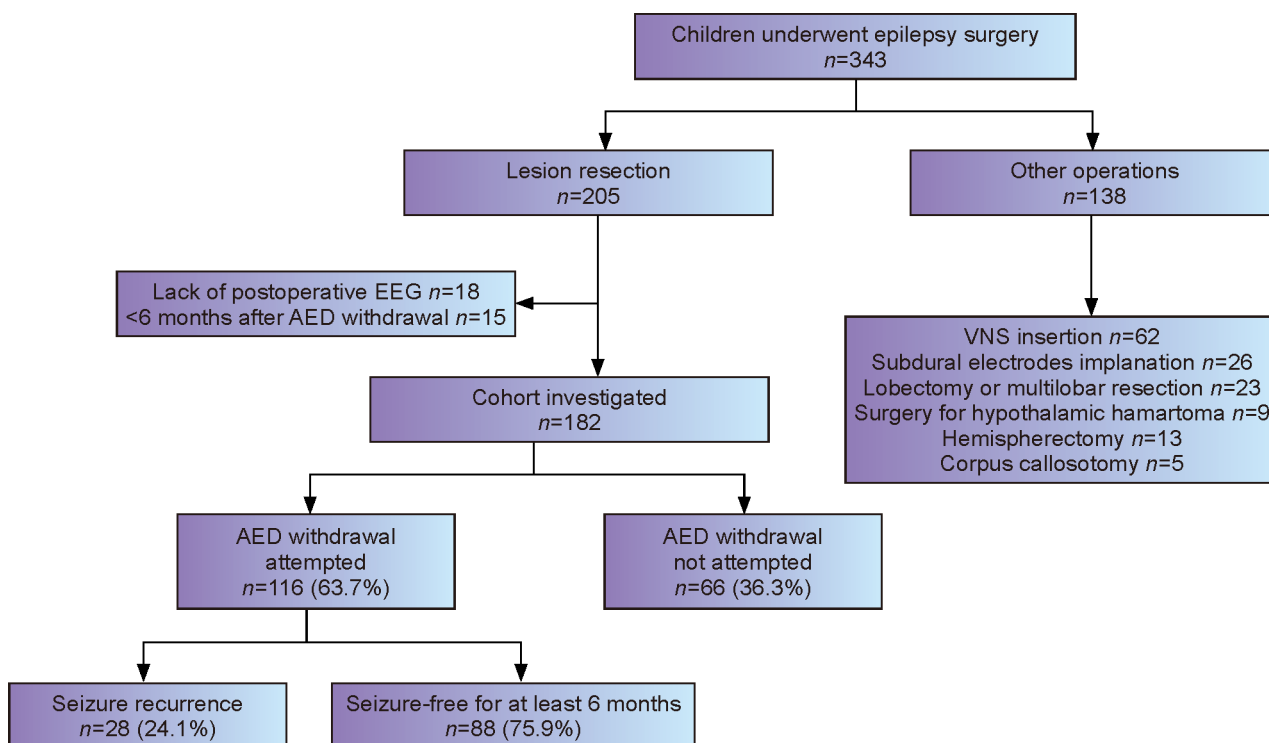 Children underwent epilepsy surgery
n=343
Lesion resection
n=205
Other operations
n=138
Lack of postoperative EEG n=18
<6 months after AED withdrawal n=15
VNS insertion n=62
Subdural electrodes implanation n=26
Lobectomy or multilobar resection n=23
Surgery for hypothalamic hamartoma n=9
Hemispherectomy n=13
Corpus callosotomy n=5
Cohort investigated
n=182
AED withdrawal
attempted
n=116 (63.7%)
AED withdrawal
not attempted
n=66 (36.3%)
Seizure recurrence
n=28 (24.1%)
Seizure-free for at least 6 months
n=88 (75.9%)